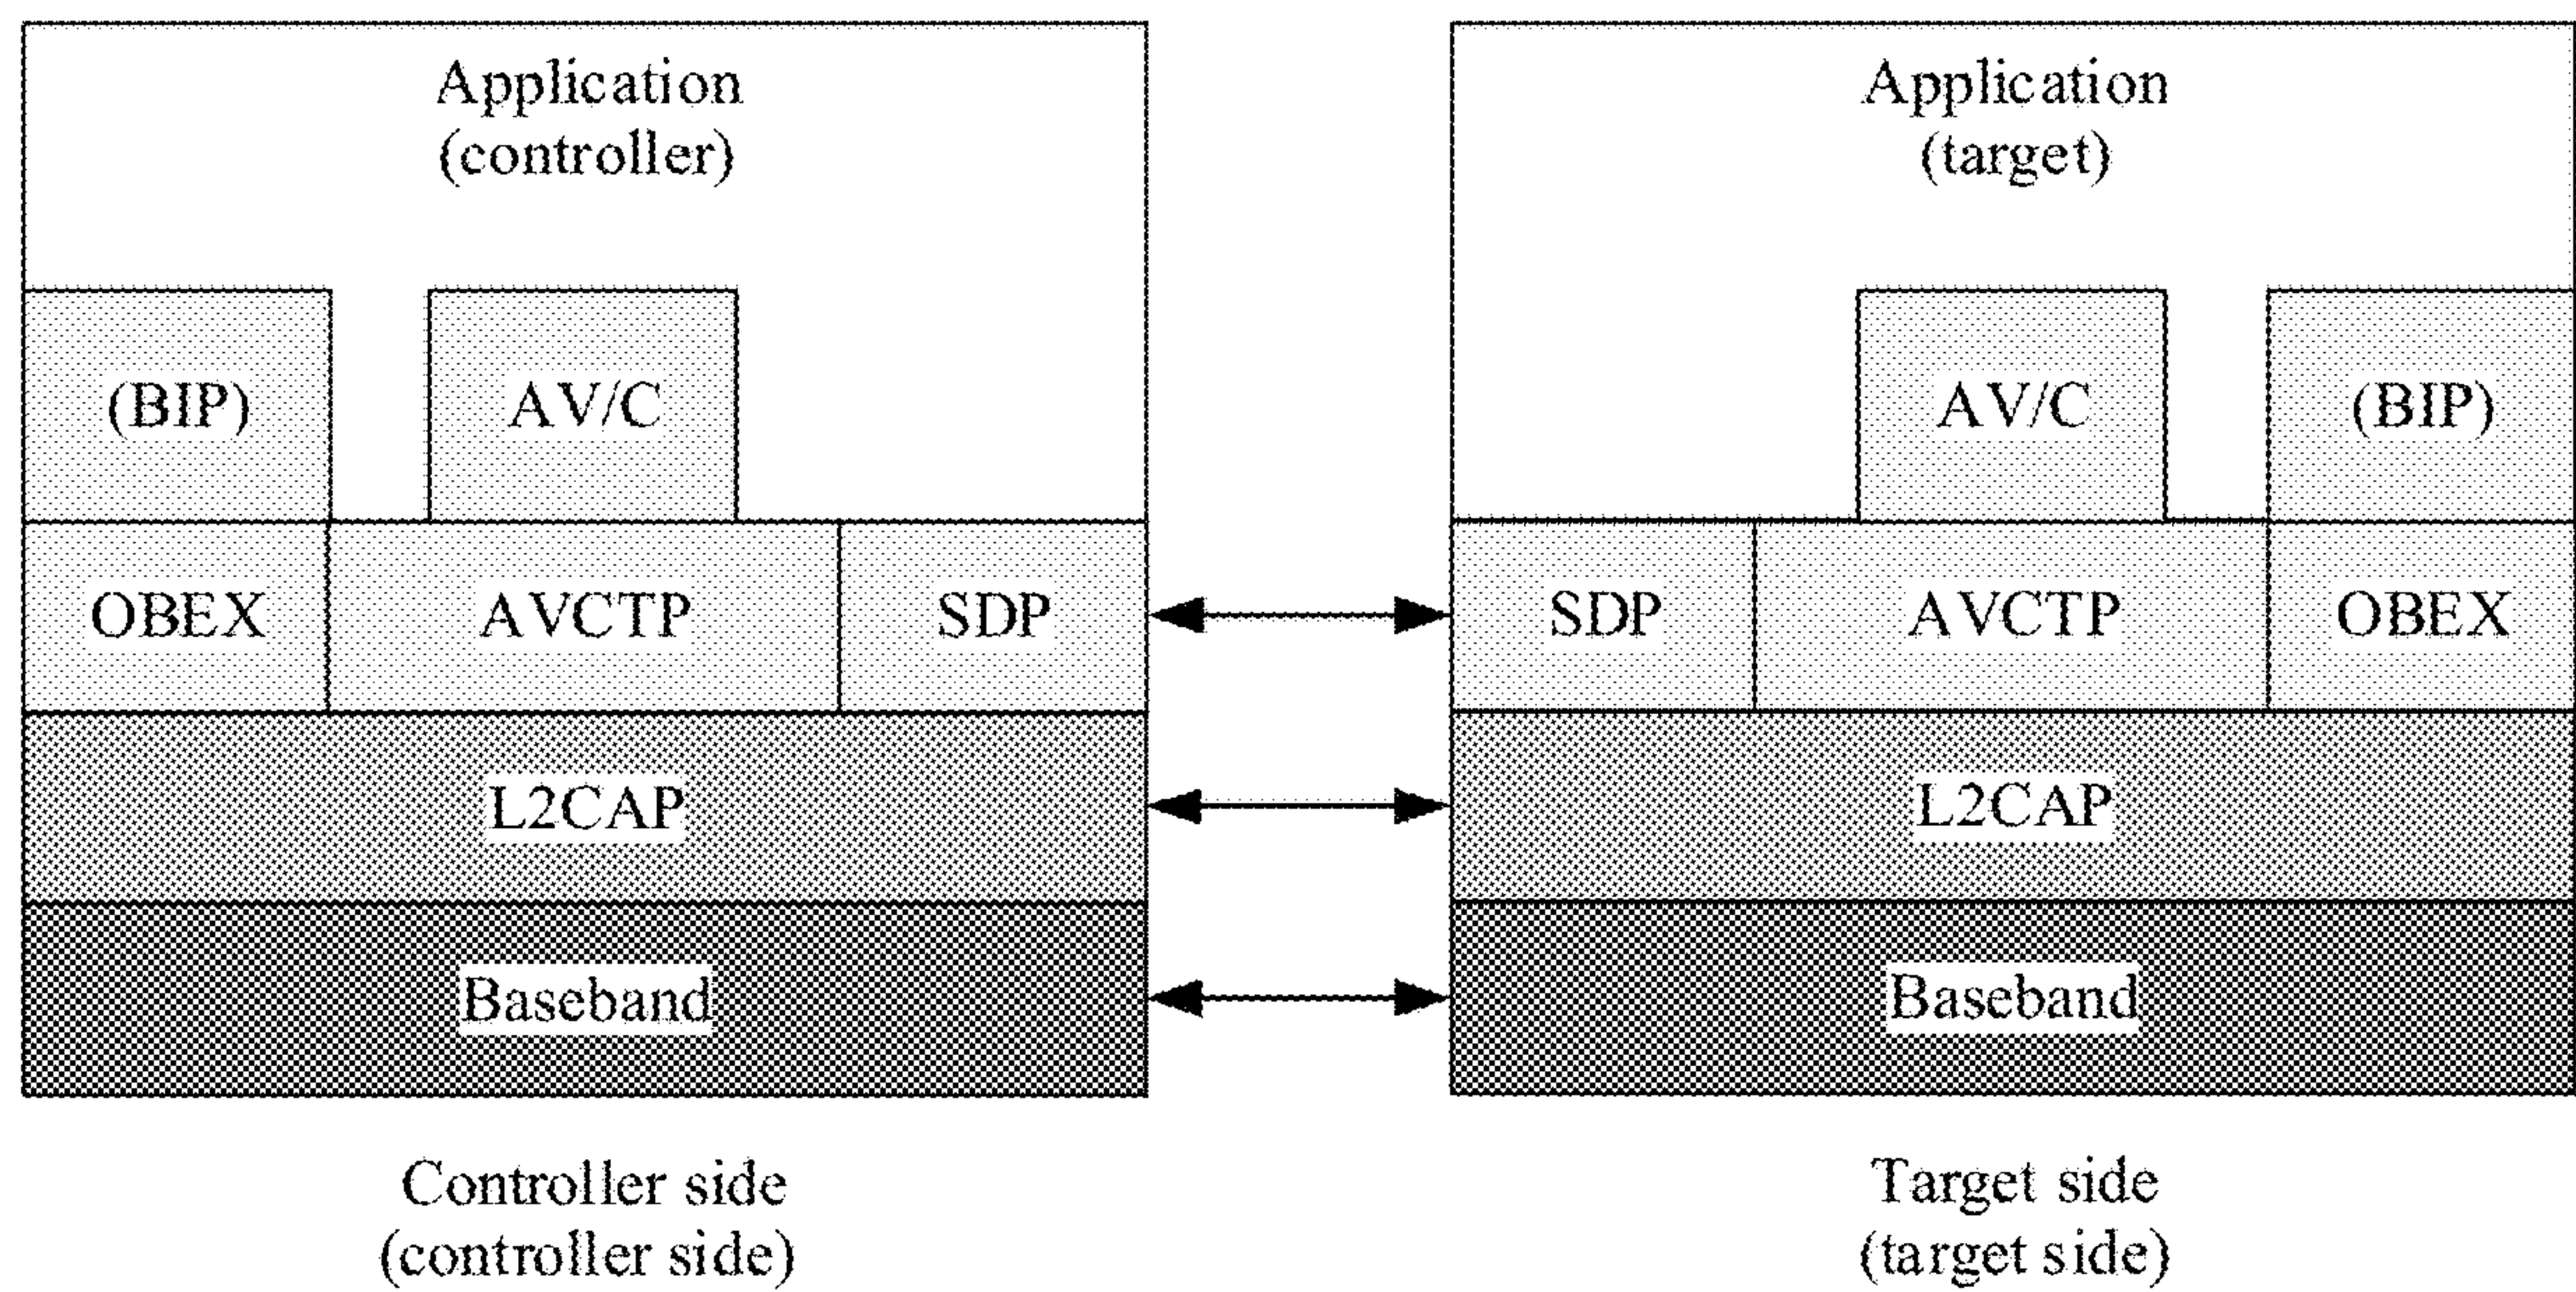 Application
(controller)
(BIP)
AV/C
OBEX
AVCTP
SDP
L2CAP
Baseband
Controller side
(controller side)
Application
(target)
AV/C
(BIP)
SDP
AVCTP
OBEX
L2CAP
Baseband
Target side
(target side)